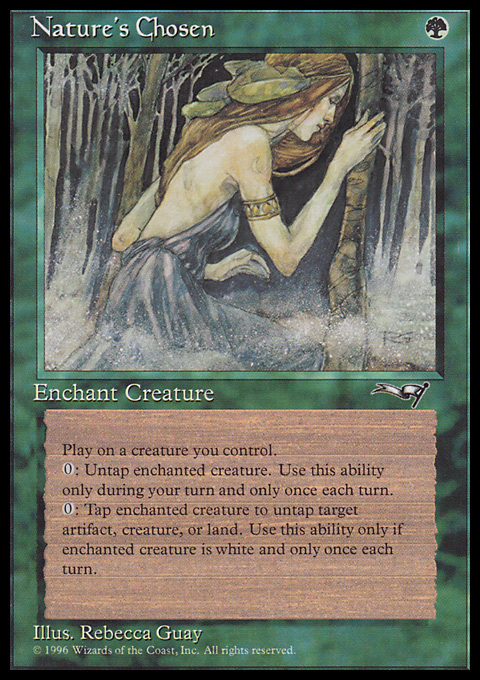 Nature's Chosen
RG
Enchant Creature
Play on a creature you control.
0: Untap enchanted creature. Use this ability
only during your turn and only once each turn.
0: Tap enchanted creature to untap target
artifact, creature, or land. Use this ability only if
enchanted creature is white and only once each
turn.
Illus. Rebecca Guay
© 1996 Wizards of the Coast, Inc. All rights reserved.